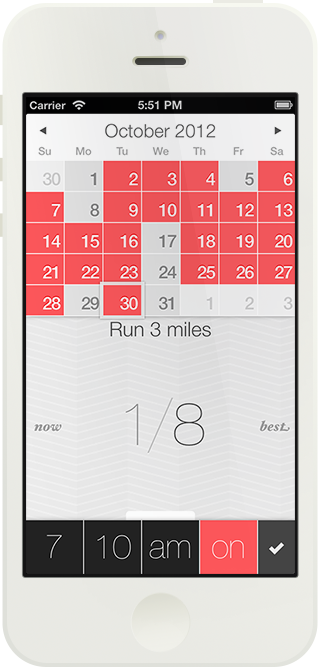 Carrier 5:51 PM
October 2012
Su Mo Tu We Th Fr Sa
30 1 2 3 4 5 6
7 8 9 10 11 12 13
14 15 16 17 18 19 20
21 22 23 24 25 26 27
28 29 30 31 1 2 3
Run 3 miles
now 1/8 best
7 10 am on